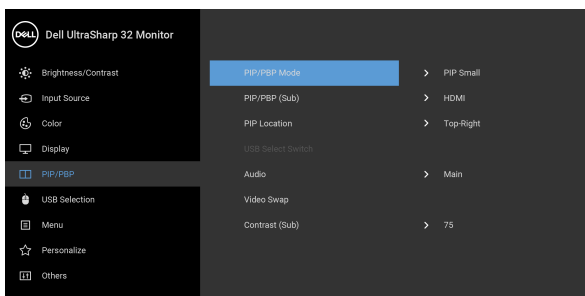 DELL Dell UltraSharp 32 Monitor
Brightness/Contrast
PIP/PBP Mode PIP Small
Input Source
PIP/PBP (Sub) HDMI
Color
PIP Location Top-Right
Display
USB Select Switch
PIP/PBP
Audio Main
USB Selection
Video Swap
Menu
Contrast (Sub) 75
Personalize
Others